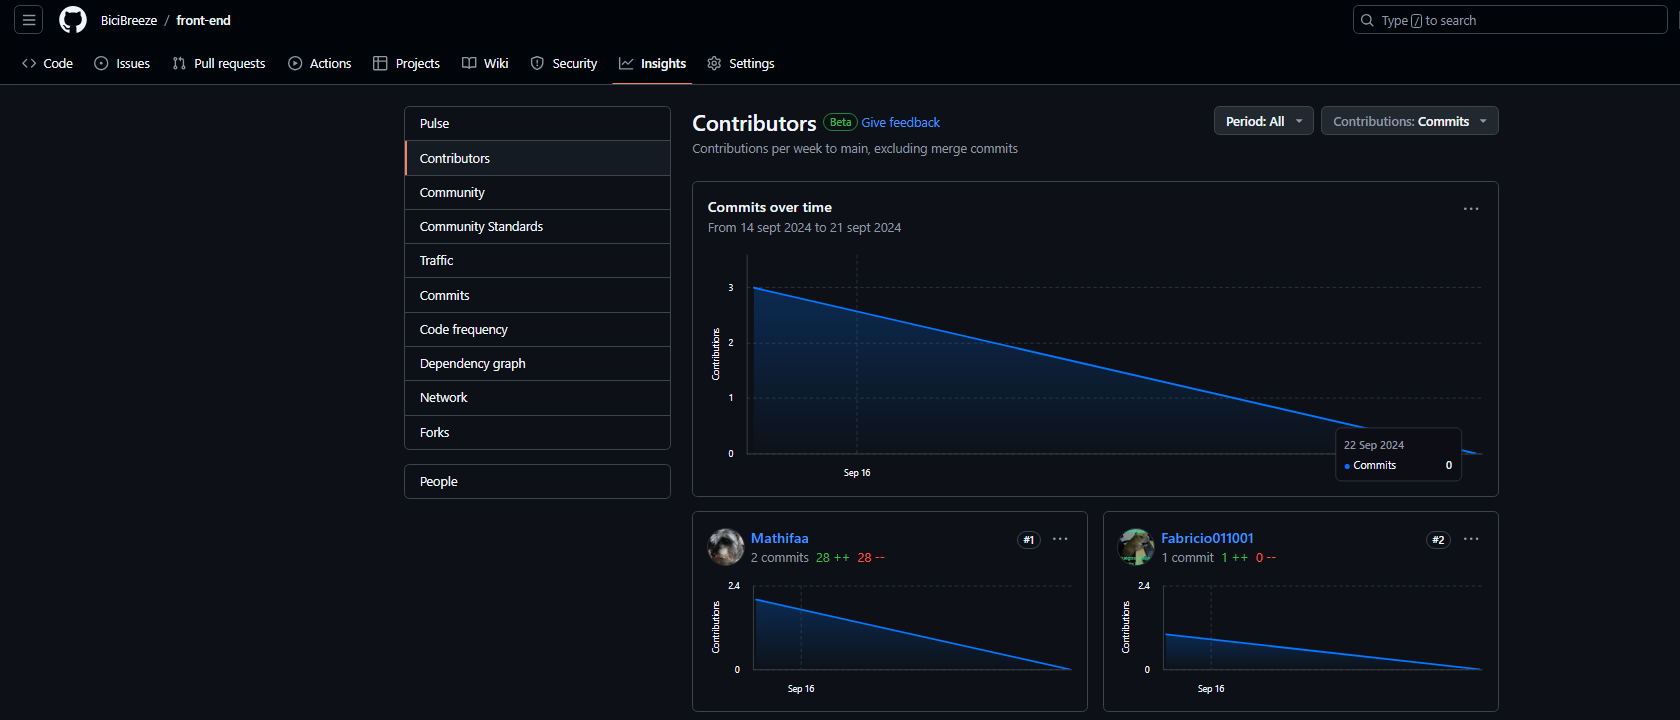 BiciBreeze / front-end
Type / to search
Code Issues Pull requests Actions Projects Wiki Security Insights Settings
Pulse
Contributors
Community
Community Standards
Traffic
Commits
Code frequency
Dependency graph
Network
Forks
People
Contributors Beta Give feedback
Period: All
Contributions: Commits
Contributions per week to main, excluding merge commits
Commits over time
From 14 sept 2024 to 21 sept 2024
Contributions
3
2
1
0
Sep 16
22 Sep 2024
Commits 0
Mathifaa
#1
2 commits 28 ++ 28 --
Contributions
2.4
0
Sep 16
Fabricio011001
#2
1 commit 1 ++ 0 --
Contributions
2.4
0
Sep 16